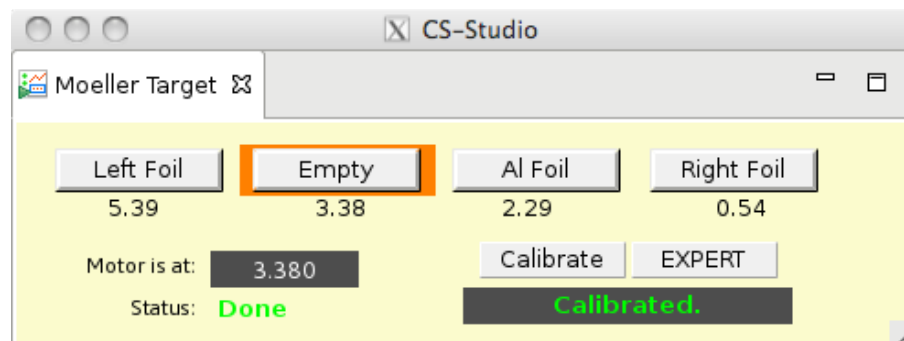 CS-Studio
Moeller Target
Left Foil Empty Al Foil Right Foil
5.39 3.38 2.29 0.54
Motor is at: 3.380 Calibrate EXPERT
Status: Done Calibrated.